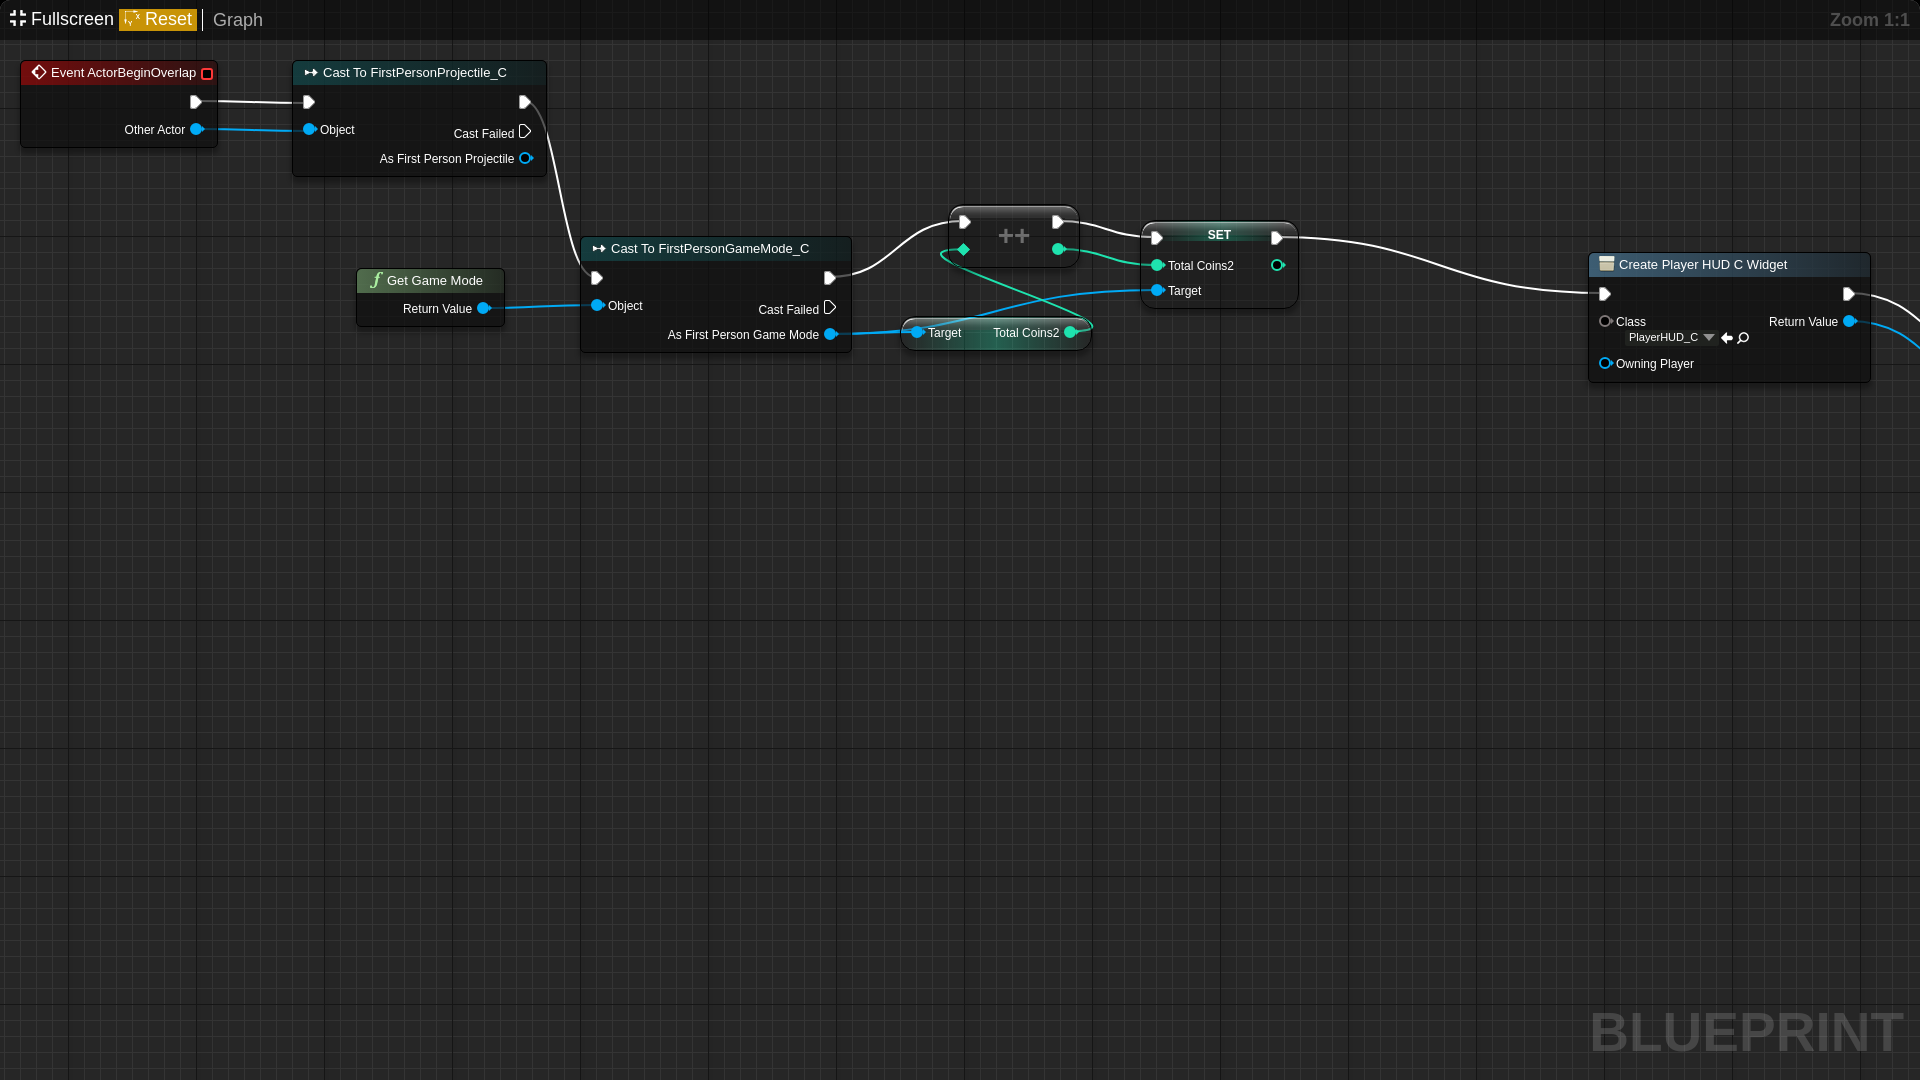 Fullscreen Reset Graph Zoom 1:1
Event ActorBeginOverlap
Other Actor
Cast To FirstPersonProjectile_C
Object
Cast Failed
As First Person Projectile
Get Game Mode
Return Value
Cast To FirstPersonGameMode_C
Object
Cast Failed
As First Person Game Mode
++
Target Total Coins2
SET
Total Coins2
Target
Create Player HUD C Widget
Class
PlayerHUD_C
Return Value
Owning Player
BLUEPRINT